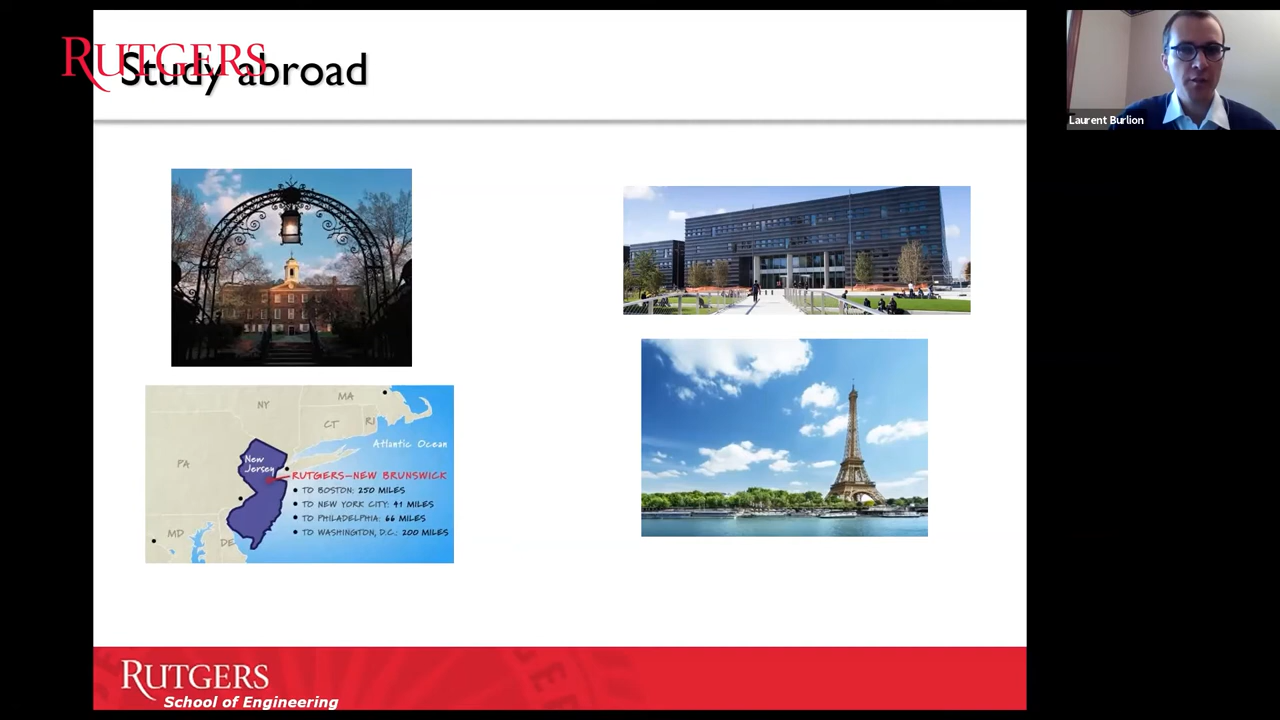 RUTGERS
Study abroad
Laurent Burlion
NY
MA
CT
RI
Atlantic Ocean
PA
New
Jersey
RUTGERS–NEW BRUNSWICK
• TO BOSTON: 250 MILES
• TO NEW YORK CITY: 41 MILES
• TO PHILADELPHIA: 66 MILES
• TO WASHINGTON, D.C.: 200 MILES
MD
DE
RUTGERS
School of Engineering